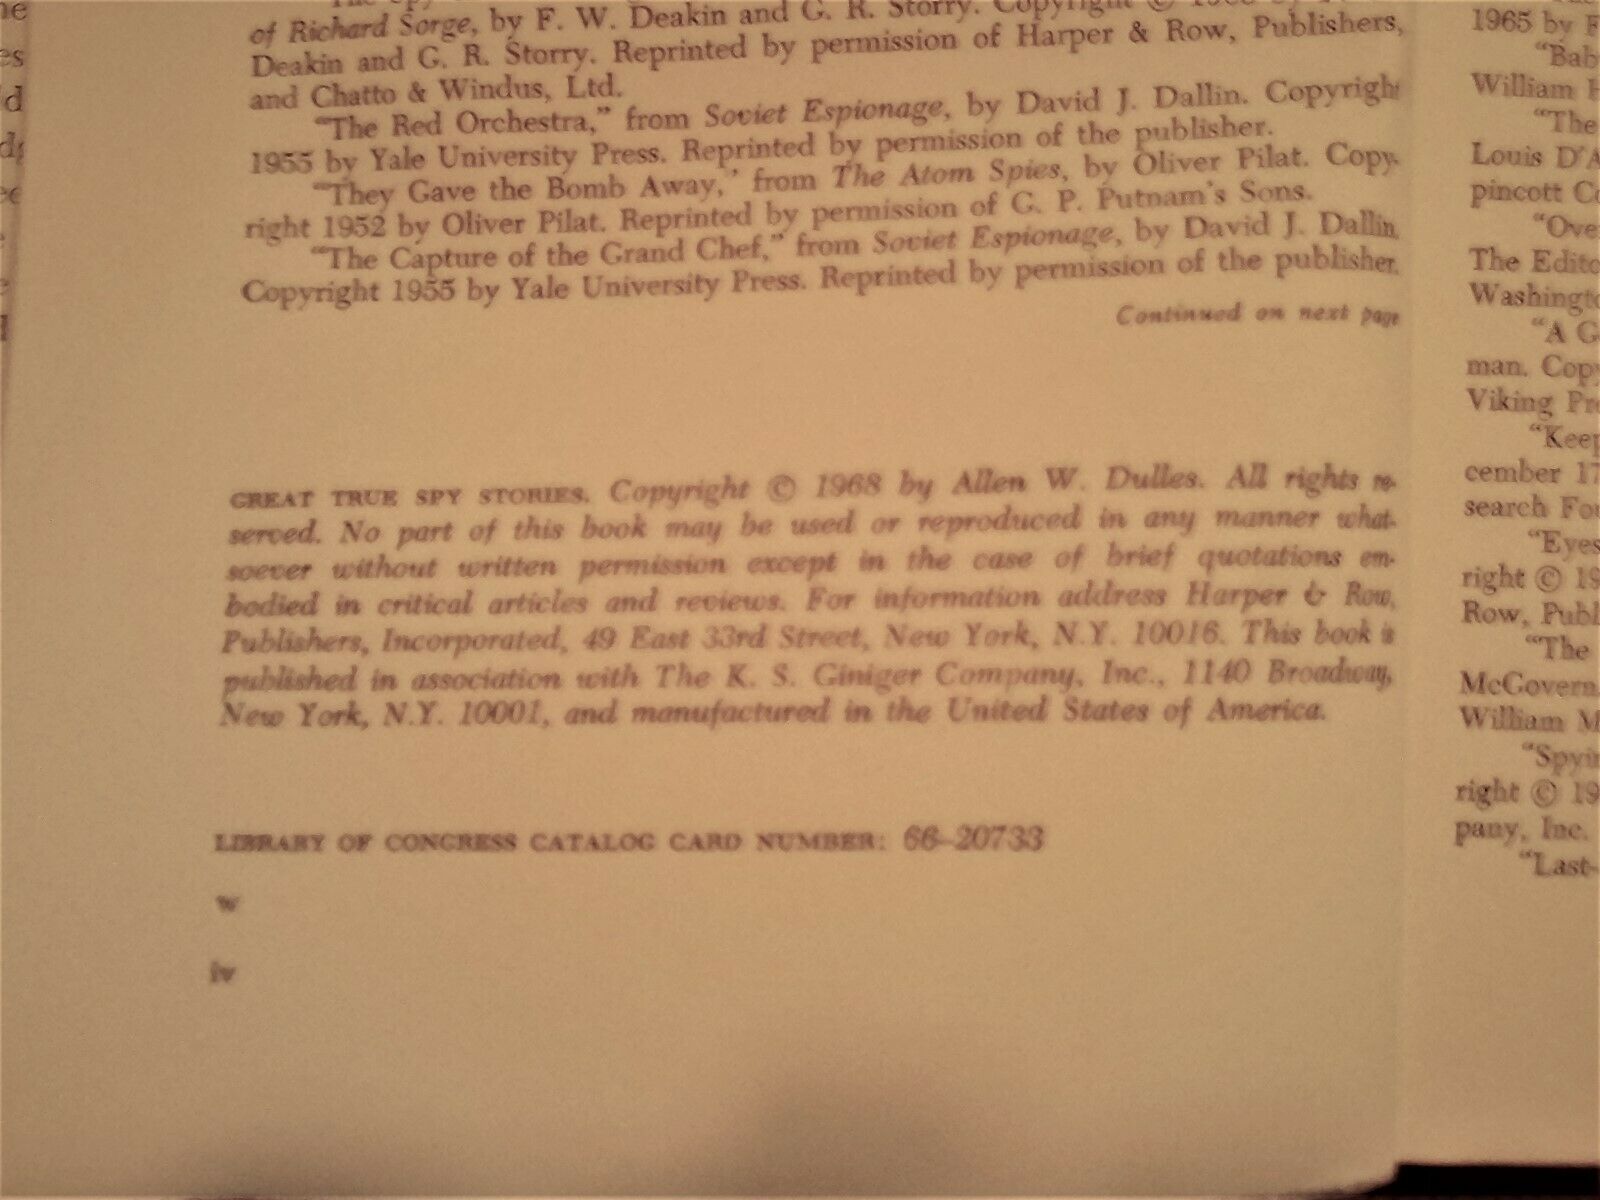 of Richard Sorge, by F. W. Deakin and G. R. Storry. Copyright ©
Deakin and G. R. Storry. Reprinted by permission of Harper & Row, Publishers,
and Chatto & Windus, Ltd.
"The Red Orchestra," from Soviet Espionage, by David J. Dallin. Copyright
1955 by Yale University Press. Reprinted by permission of the publisher.
"They Gave the Bomb Away," from The Atom Spies, by Oliver Pilat. Copy-
right 1952 by Oliver Pilat. Reprinted by permission of G. P. Putnam's Sons.
"The Capture of the Grand Chef," from Soviet Espionage, by David J. Dallin.
Copyright 1955 by Yale University Press. Reprinted by permission of the publisher.
Continued on next page
GREAT TRUE SPY STORIES. Copyright © 1968 by Allen W. Dulles. All rights re-
served. No part of this book may be used or reproduced in any manner what-
soever without written permission except in the case of brief quotations em-
bodied in critical articles and reviews. For information address Harper & Row,
Publishers, Incorporated, 49 East 33rd Street, New York, N.Y. 10016. This book is
published in association with The K. S. Giniger Company, Inc., 1140 Broadway,
New York, N.Y. 10001, and manufactured in the United States of America.
LIBRARY OF CONGRESS CATALOG CARD NUMBER: 66-20733
w
iv
1965 by F
"Bab
William H
"The
Louis D'A
pincott Co
"Ove
The Edito
Washingto
"A G
man. Copy
Viking Pre
"Keep
cember 17
search Fou
"Eyes
right © 19
Row, Publ
"The
McGovern.
William M
"Spyin
right © 19
pany, Inc.
"Last-